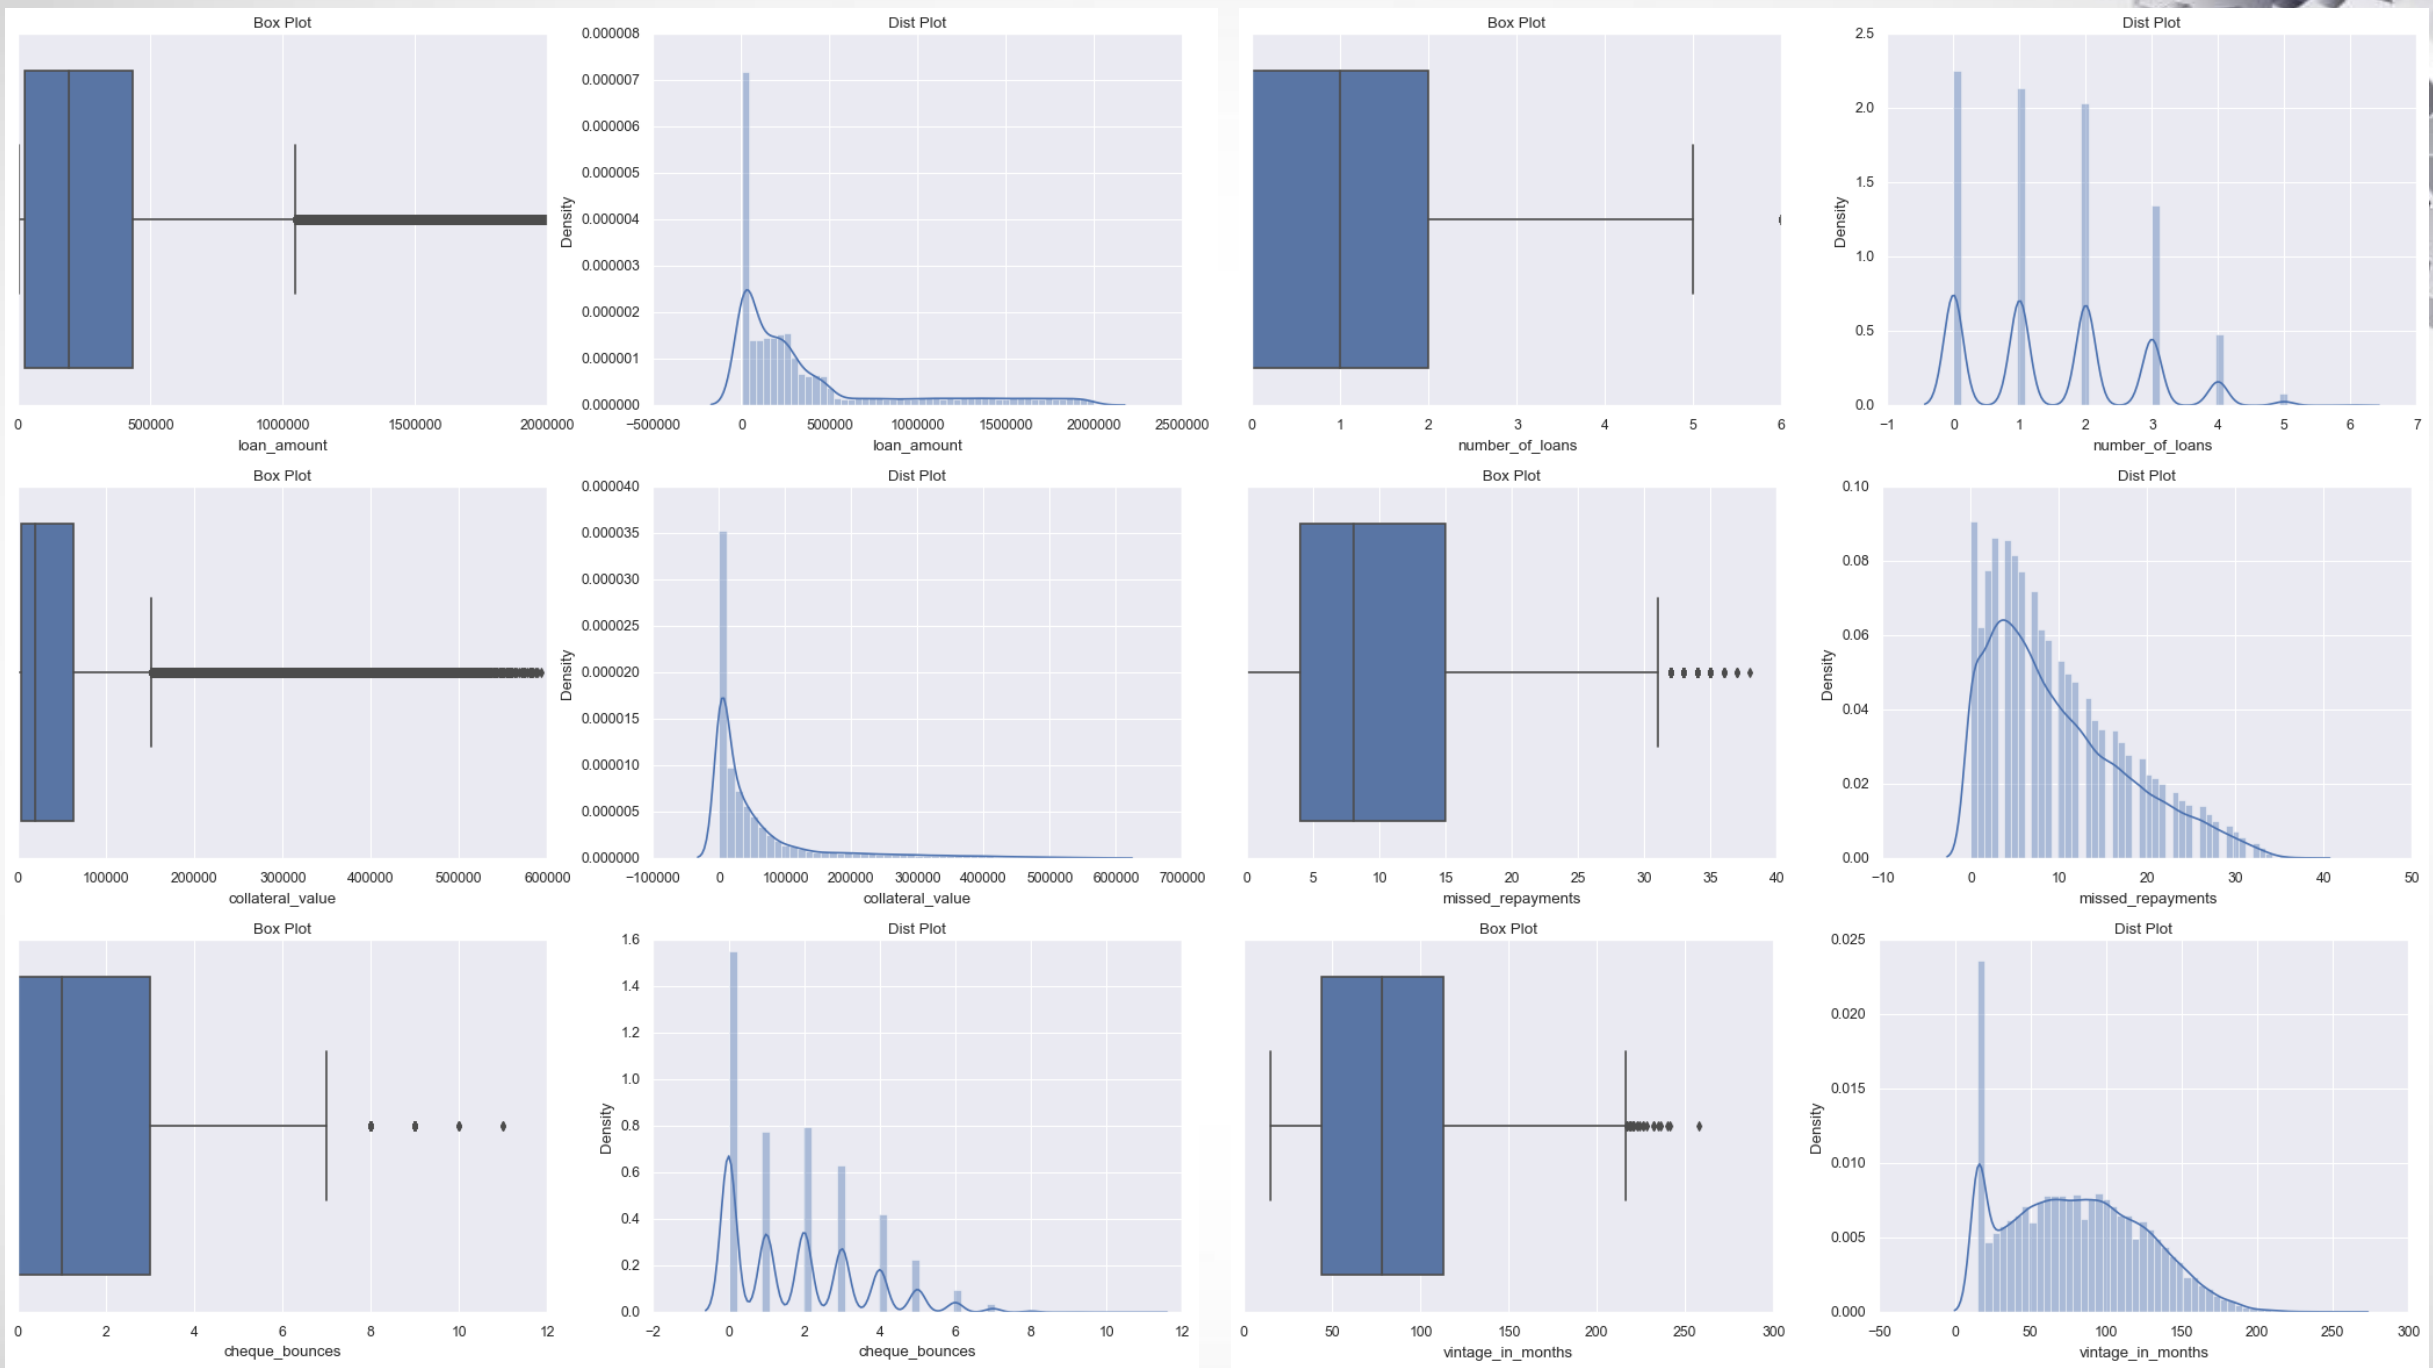 Box Plot
0 500000 1000000 1500000 2000000
loan_amount
Dist Plot
0.000008
0.000007
0.000006
0.000005
0.000004
0.000003
0.000002
0.000001
0.000000
Density
−500000 0 500000 1000000 1500000 2000000 2500000
loan_amount
Box Plot
0 1 2 3 4 5 6
number_of_loans
Dist Plot
2.5
2.0
1.5
1.0
0.5
0.0
Density
−1 0 1 2 3 4 5 6 7
number_of_loans
Box Plot
0 100000 200000 300000 400000 500000 600000
collateral_value
Dist Plot
0.000040
0.000035
0.000030
0.000025
0.000020
0.000015
0.000010
0.000005
0.000000
Density
−100000 0 100000 200000 300000 400000 500000 600000 700000
collateral_value
Box Plot
0 5 10 15 20 25 30 35 40
missed_repayments
Dist Plot
0.10
0.08
0.06
0.04
0.02
0.00
Density
−10 0 10 20 30 40 50
missed_repayments
Box Plot
0 2 4 6 8 10 12
cheque_bounces
Dist Plot
1.6
1.4
1.2
1.0
0.8
0.6
0.4
0.2
0.0
Density
−2 0 2 4 6 8 10 12
cheque_bounces
Box Plot
0 50 100 150 200 250 300
vintage_in_months
Dist Plot
0.025
0.020
0.015
0.010
0.005
0.000
Density
−50 0 50 100 150 200 250 300
vintage_in_months